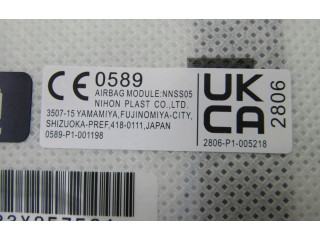 CE 0589
AIRBAG MODULE:NNSS05
NIHON PLAST CO.,LTD.
3507-15 YAMAMIYA,FUJINOMIYA-CITY,
SHIZUOKA-PREF,418-0111,JAPAN
0589-P1-001198
UK
CA
2806
2806-P1-005218